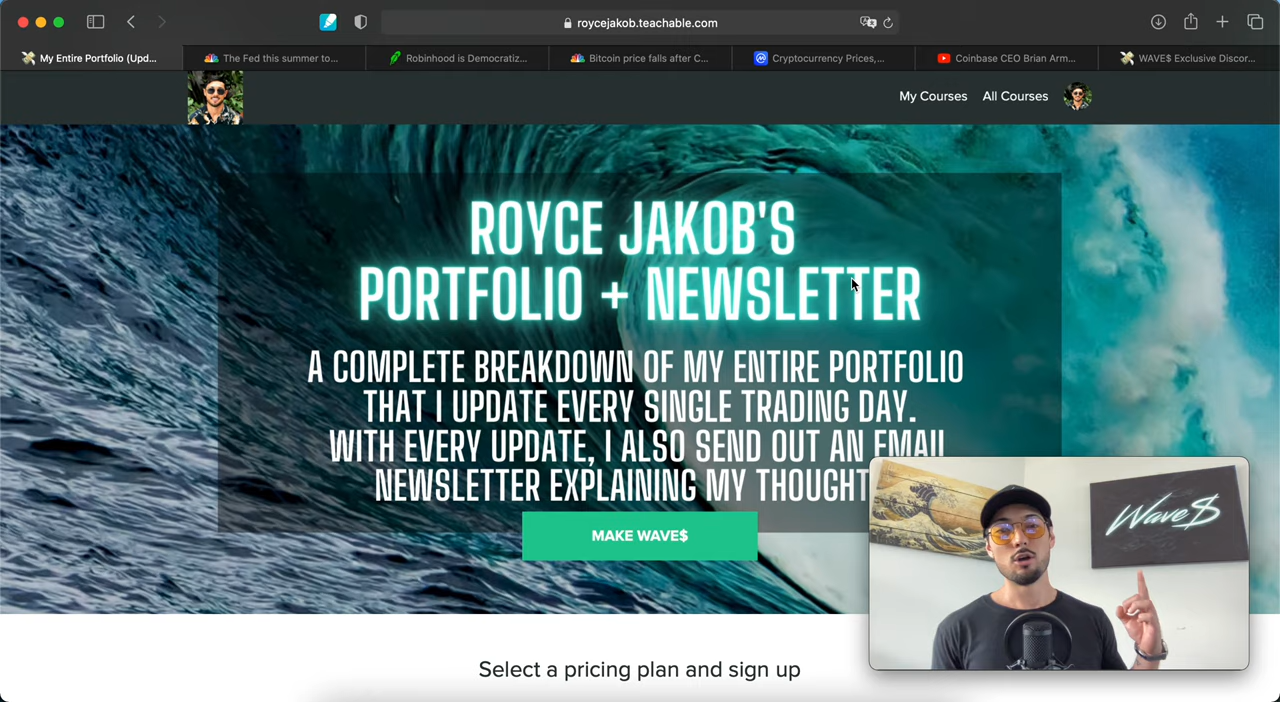 roycejakob.teachable.com
My Entire Portfolio (Upd...
The Fed this summer to...
Robinhood is Democratiz...
Bitcoin price falls after C...
Cryptocurrency Prices,...
Coinbase CEO Brian Arm...
WAVE$ Exclusive Discor...
My Courses
All Courses
ROYCE JAKOB'S
PORTFOLIO + NEWSLETTER
A COMPLETE BREAKDOWN OF MY ENTIRE PORTFOLIO
THAT I UPDATE EVERY SINGLE TRADING DAY.
WITH EVERY UPDATE, I ALSO SEND OUT AN EMAIL
NEWSLETTER EXPLAINING MY THOUGHT
MAKE WAVE$
Wave$
Select a pricing plan and sign up